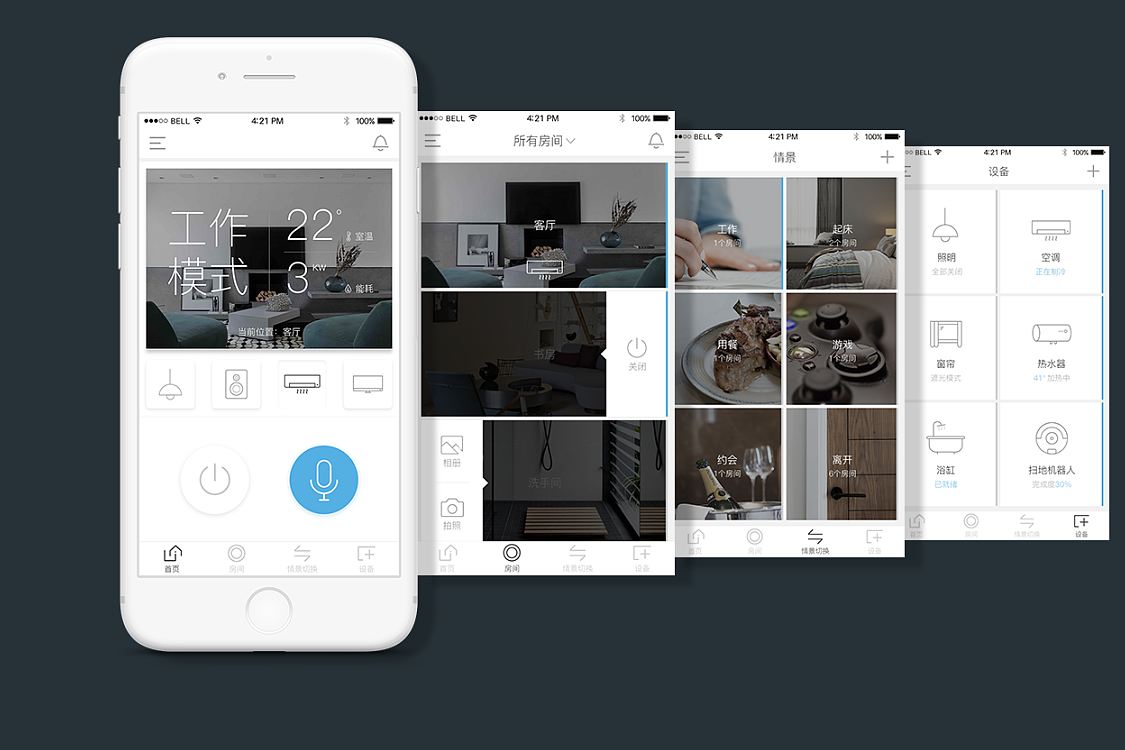 BELL 4:21 PM 100%
工作
模式
22°
室温
3 KW
能耗
当前位置：客厅
首页 房间 情景切换 设备
BELL 4:21 PM 100%
所有房间
客厅
书房
关闭
相册
洗手间
拍照
首页 房间 情景切换 设备
BELL 4:21 PM 100%
情景
工作 起床
1个房间 2个房间
用餐 游戏
1个房间 1个房间
约会 离开
1个房间 6个房间
首页 房间 情景切换 设备
BELL 4:21 PM 100%
设备
照明 空调
全部关闭 正在制冷
窗帘 热水器
遮光模式 41° 加热中
浴缸 扫地机器人
已就绪 完成度30%
首页 房间 情景切换 设备